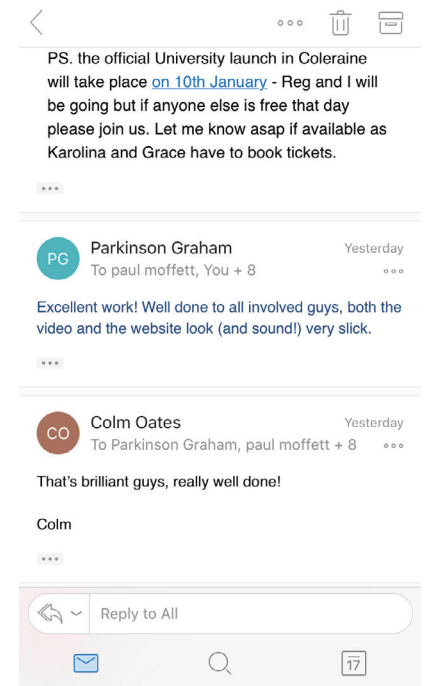 PS. the official University launch in Coleraine
will take place on 10th January - Reg and I will
be going but if anyone else is free that day
please join us. Let me know asap if available as
Karolina and Grace have to book tickets.
PG
Parkinson Graham
Yesterday
To paul moffett, You + 8
Excellent work! Well done to all involved guys, both the
video and the website look (and sound!) very slick.
CO
Colm Oates
Yesterday
To Parkinson Graham, paul moffett + 8
That's brilliant guys, really well done!
Colm
Reply to All
17